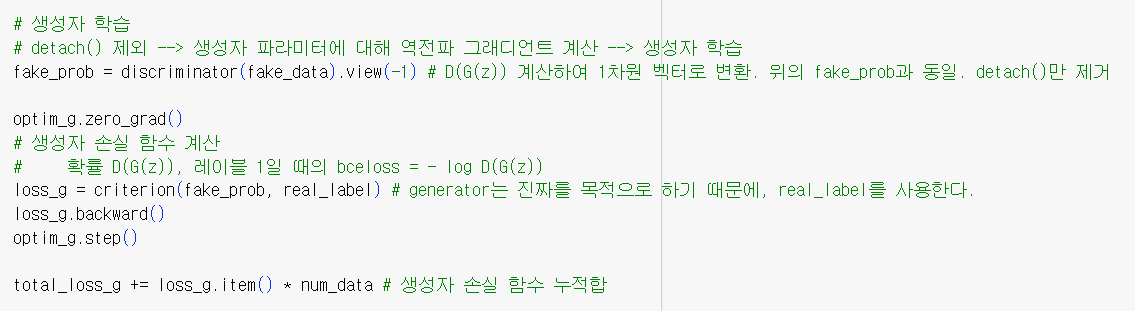 # 생성자 학습
# detach() 제외 --> 생성자 파라미터에 대해 역전파 그래디언트 계산 --> 생성자 학습
fake_prob = discriminator(fake_data).view(-1) # D(G(z)) 계산하여 1차원 벡터로 변환. 위의 fake_prob과 동일. detach()만 제거
optim_g.zero_grad()
# 생성자 손실 함수 계산
#     확률 D(G(z)), 레이블 1일 때의 bceloss = - log D(G(z))
loss_g = criterion(fake_prob, real_label) # generator는 진짜를 목적으로 하기 때문에, real_label를 사용한다.
loss_g.backward()
optim_g.step()
total_loss_g += loss_g.item() * num_data # 생성자 손실 함수 누적합